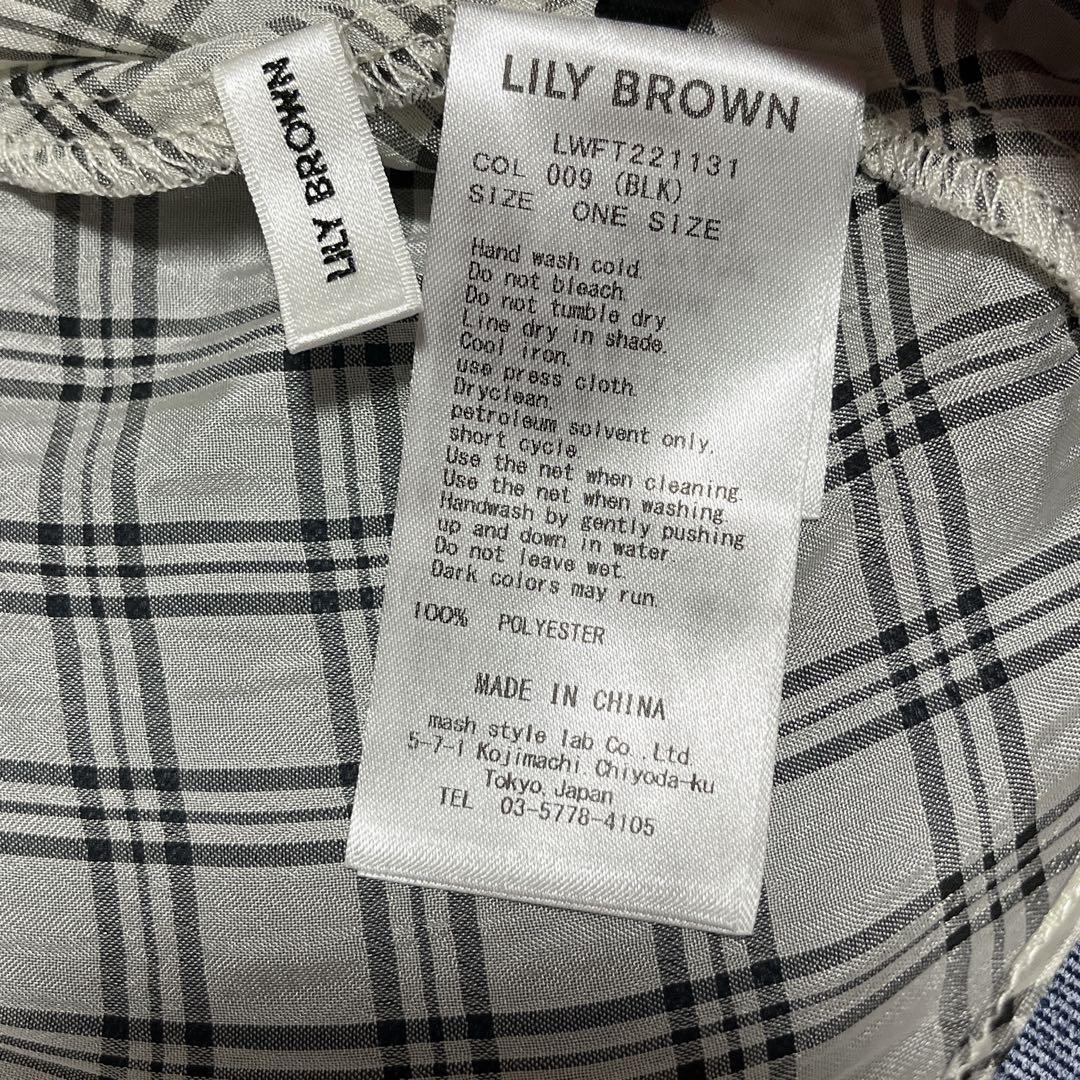 LILY BROWN
LILY BROWN
LWFT221131
COL 009 (BLK)
SIZE ONE SIZE
Hand wash cold.
Do not bleach.
Do not tumble dry.
Line dry in shade.
Cool iron.
use press cloth.
Dryclean.
petroleum solvent only.
short cycle.
Use the net when cleaning.
Use the net when washing.
Handwash by gently pushing
up and down in water.
Do not leave wet.
Dark colors may run.
100% POLYESTER
MADE IN CHINA
mash style lab Co.,Ltd.
5-7-1 Kojimachi, Chiyoda-ku
Tokyo, Japan
TEL 03-5778-4105